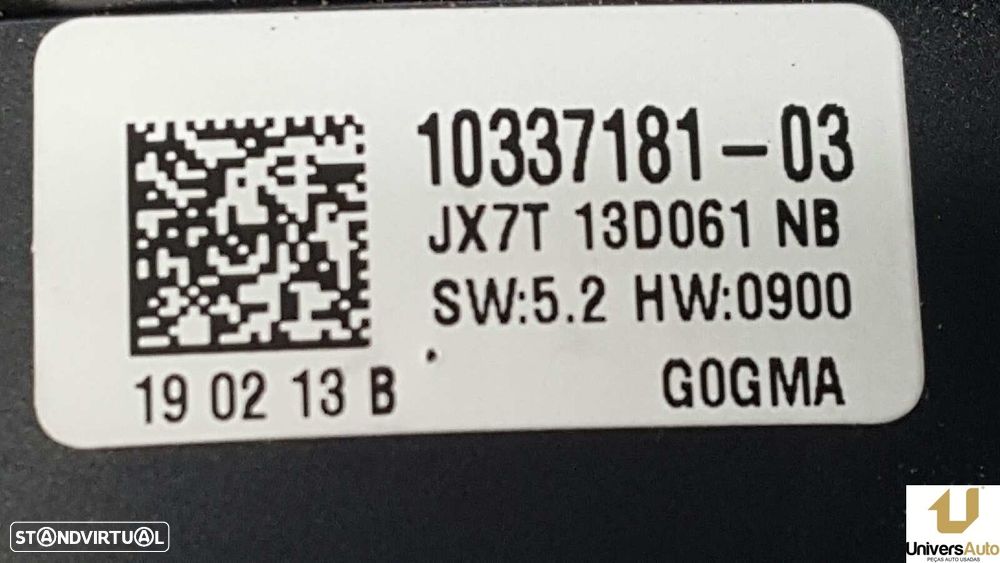 10337181-03
JX7T 13D061 NB
SW:5.2 HW:0900
19 02 13 B
G0GMA
STANDVIRTUAL
UniversAuto
PEÇAS AUTO USADAS